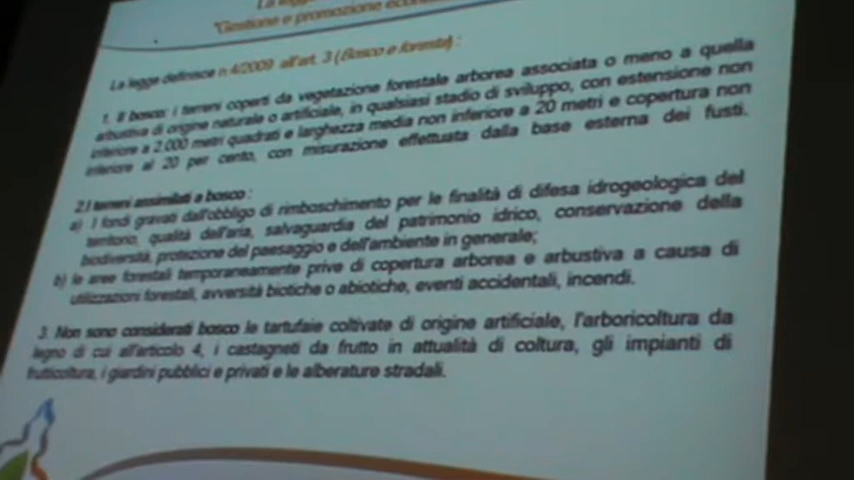 La legge
"Gestione e promozione
La legge definisce n.4/2009 all'art. 3 (Bosco e foreste) :
1. Il bosco: i terreni coperti da vegetazione forestale arborea associata o meno a quella
arbustiva di origine naturale o artificiale, in qualsiasi stadio di sviluppo, con estensione non
inferiore a 2.000 metri quadrati e larghezza media non inferiore a 20 metri e copertura non
inferiore al 20 per cento, con misurazione effettuata dalla base esterna dei fusti.
2.I terreni assimilati a bosco :
a) I fondi gravati dall'obbligo di rimboschimento per le finalità di difesa idrogeologica del
territorio, qualità dell'aria, salvaguardia del patrimonio idrico, conservazione della
biodiversità, protezione del paesaggio e dell'ambiente in generale;
b) le aree forestali temporaneamente prive di copertura arborea e arbustiva a causa di
utilizzazioni forestali, avversità biotiche o abiotiche, eventi accidentali, incendi.
3. Non sono considerati bosco le tartufaie coltivate di origine artificiale, l'arboricoltura da
legno di cui all'articolo 4, i castagneti da frutto in attualità di coltura, gli impianti di
frutticoltura, i giardini pubblici e privati e le alberature stradali.